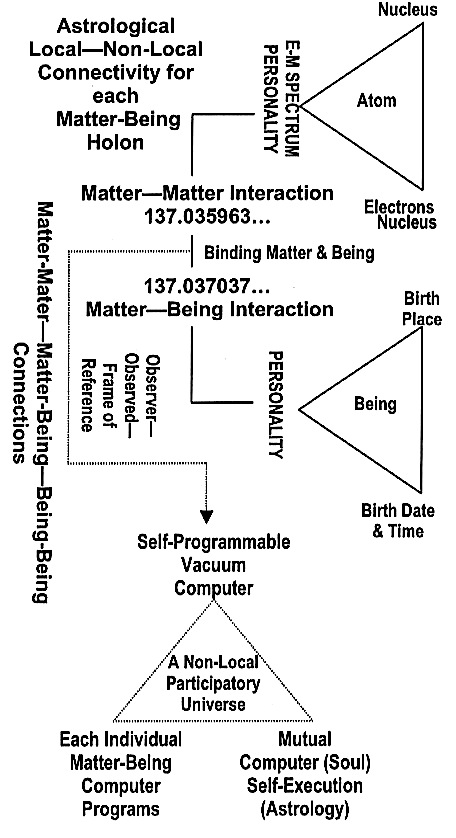 Astrological
Local—Non-Local
Connectivity for
each
Matter-Being
Holon
E-M SPECTRUM
PERSONALITY
Nucleus
Atom
Electrons
Nucleus
Matter—Matter Interaction
137.035963...
Binding Matter & Being
137.037037...
Matter—Being Interaction
Matter-Mater—Matter-Being—Being-Being
Connections
Observer—
Observed—
Frame of
Reference
PERSONALITY
Birth
Place
Being
Birth Date
& Time
Self-Programmable
Vacuum
Computer
A Non-Local
Participatory
Universe
Each Individual
Matter-Being
Computer
Programs
Mutual
Computer (Soul)
Self-Execution
(Astrology)